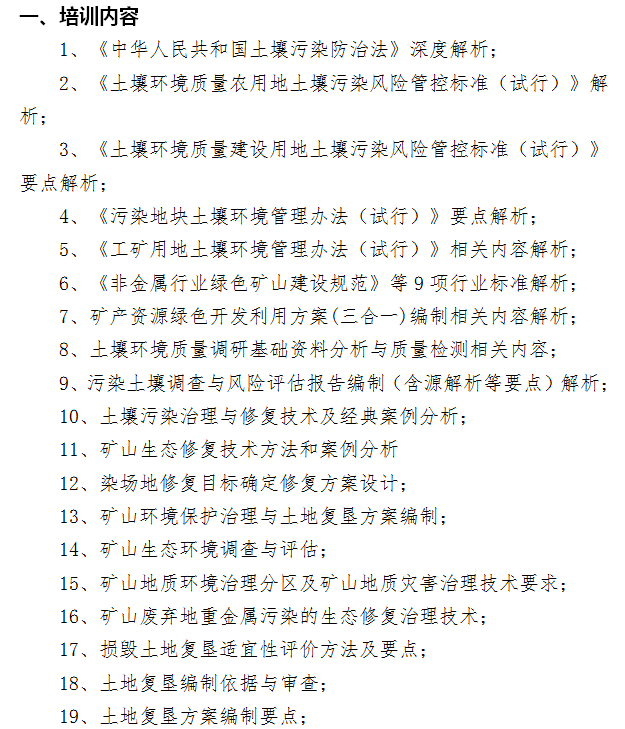 一、培训内容
1、《中华人民共和国土壤污染防治法》深度解析；
2、《土壤环境质量农用地土壤污染风险管控标准（试行）》解
析；
3、《土壤环境质量建设用地土壤污染风险管控标准（试行）》
要点解析；
4、《污染地块土壤环境管理办法（试行）》要点解析；
5、《工矿用地土壤环境管理办法（试行）》相关内容解析；
6、《非金属行业绿色矿山建设规范》等9项行业标准解析；
7、矿产资源绿色开发利用方案(三合一)编制相关内容解析；
8、土壤环境质量调研基础资料分析与质量检测相关内容；
9、污染土壤调查与风险评估报告编制（含源解析等要点）解析；
10、土壤污染治理与修复技术及经典案例分析；
11、矿山生态修复技术方法和案例分析
12、染场地修复目标确定修复方案设计；
13、矿山环境保护治理与土地复垦方案编制；
14、矿山生态环境调查与评估；
15、矿山地质环境治理分区及矿山地质灾害治理技术要求；
16、矿山废弃地重金属污染的生态修复治理技术；
17、损毁土地复垦适宜性评价方法及要点；
18、土地复垦编制依据与审查；
19、土地复垦方案编制要点；